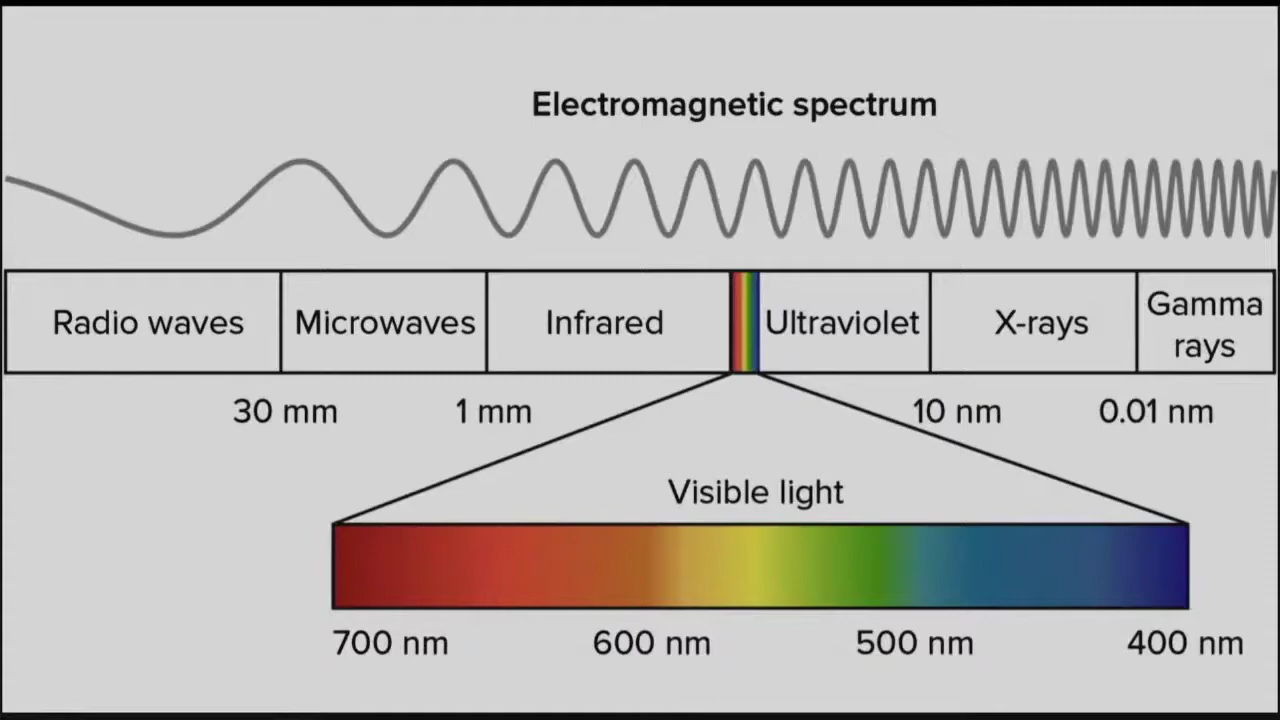 Electromagnetic spectrum
Radio waves
Microwaves
Infrared
Ultraviolet
X-rays
Gamma
rays
30 mm
1 mm
10 nm
0.01 nm
Visible light
700 nm
600 nm
500 nm
400 nm